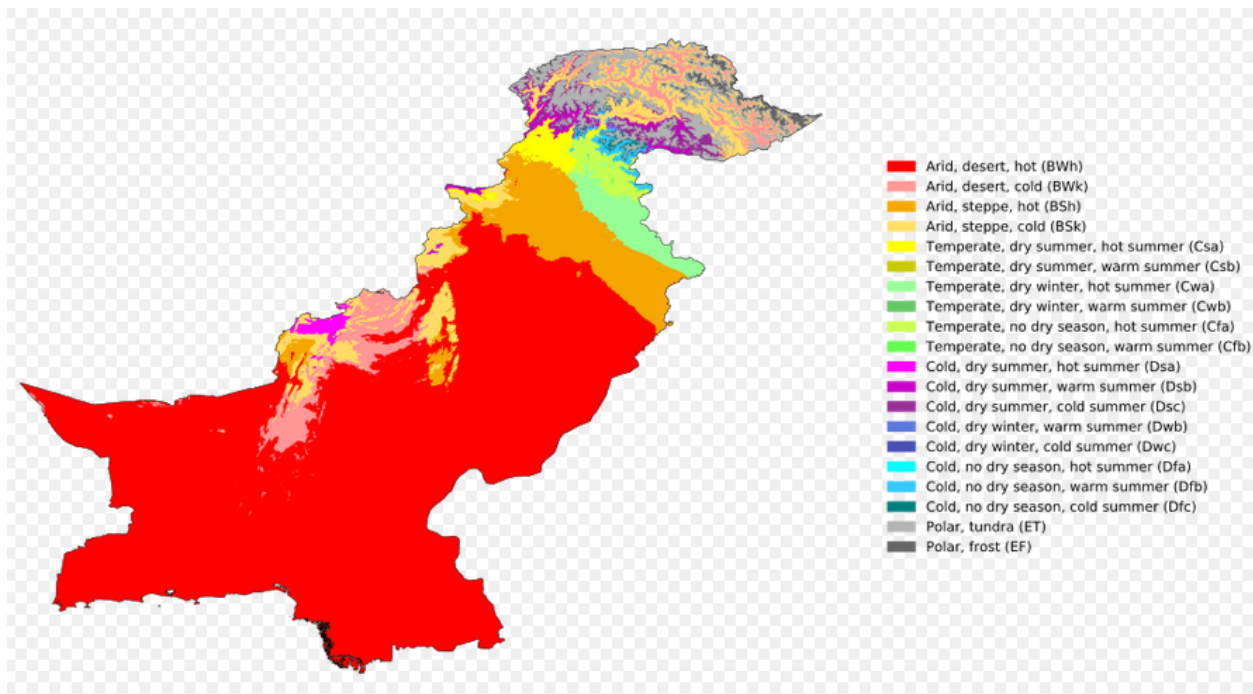 Arid, desert, hot (BWh)
Arid, desert, cold (BWk)
Arid, steppe, hot (BSh)
Arid, steppe, cold (BSk)
Temperate, dry summer, hot summer (Csa)
Temperate, dry summer, warm summer (Csb)
Temperate, dry winter, hot summer (Cwa)
Temperate, dry winter, warm summer (Cwb)
Temperate, no dry season, hot summer (Cfa)
Temperate, no dry season, warm summer (Cfb)
Cold, dry summer, hot summer (Dsa)
Cold, dry summer, warm summer (Dsb)
Cold, dry summer, cold summer (Dsc)
Cold, dry winter, warm summer (Dwb)
Cold, dry winter, cold summer (Dwc)
Cold, no dry season, hot summer (Dfa)
Cold, no dry season, warm summer (Dfb)
Cold, no dry season, cold summer (Dfc)
Polar, tundra (ET)
Polar, frost (EF)